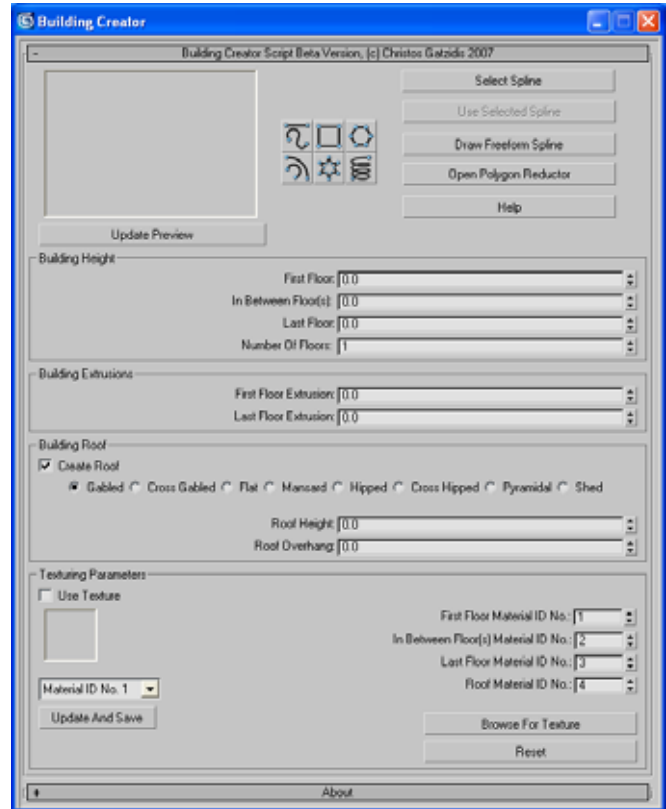 Building Creator
Building Creator Script Beta Version, (c) Christos Gatzidis 2007
Select Spline
Use Selected Spline
Draw Freeform Spline
Open Polygon Reductor
Help
Update Preview
Building Height
First Floor: 0.0
In Between Floor(s): 0.0
Last Floor: 0.0
Number Of Floors: 1
Building Extrusions
First Floor Extrusion: 0.0
Last Floor Extrusion: 0.0
Building Roof
Create Roof
Gabled Cross Gabled Flat Mansard Hipped Cross Hipped Pyramidal Shed
Roof Height: 0.0
Roof Overhang: 0.0
Texturing Parameters
Use Texture
First Floor Material ID No.: 1
In Between Floor(s) Material ID No.: 2
Last Floor Material ID No.: 3
Roof Material ID No.: 4
Material ID No. 1
Update And Save
Browse For Texture
Reset
About